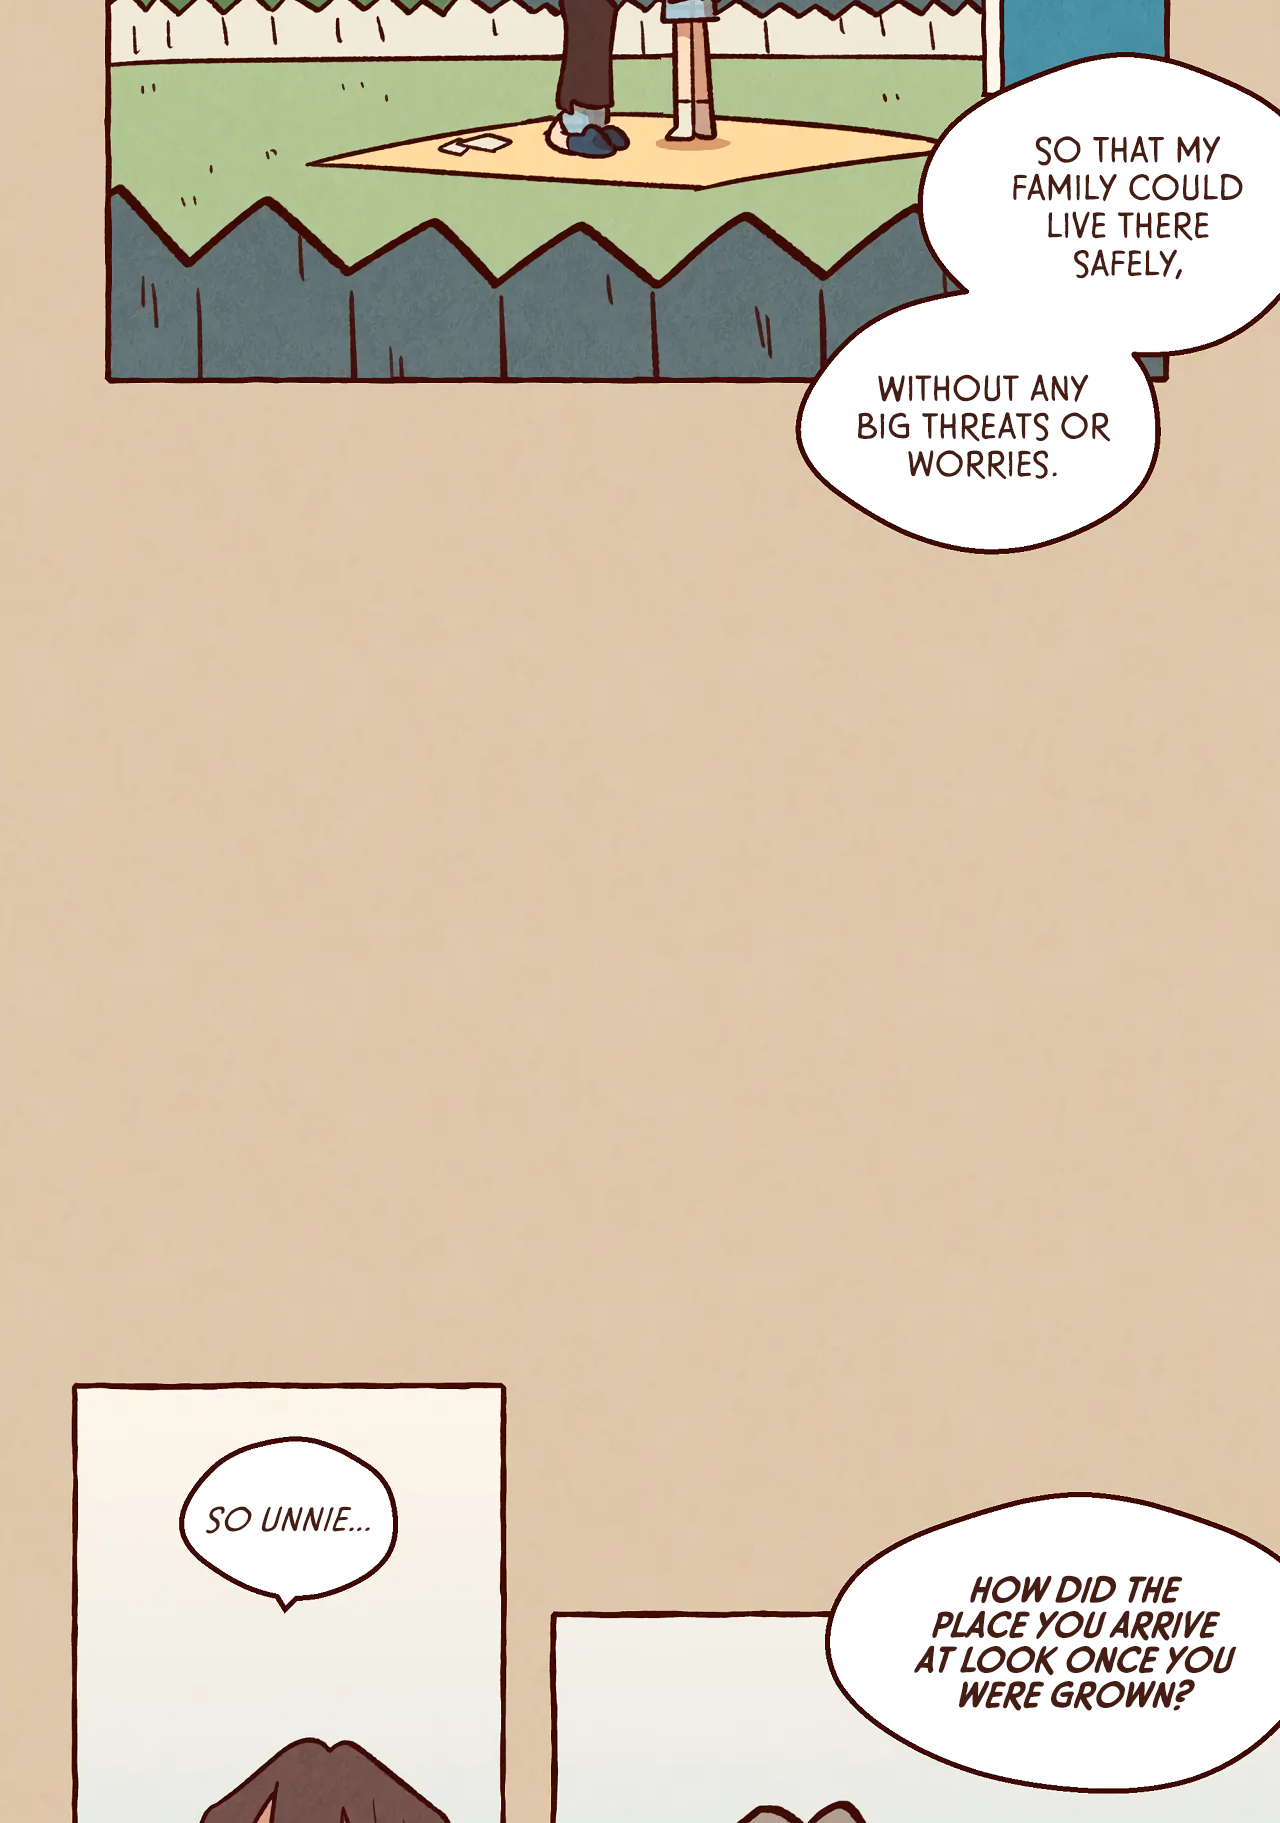 SO THAT MY
FAMILY COULD
LIVE THERE
SAFELY,
WITHOUT ANY
BIG THREATS OR
WORRIES.
SO UNNIE...
HOW DID THE
PLACE YOU ARRIVE
AT LOOK ONCE YOU
WERE GROWN?